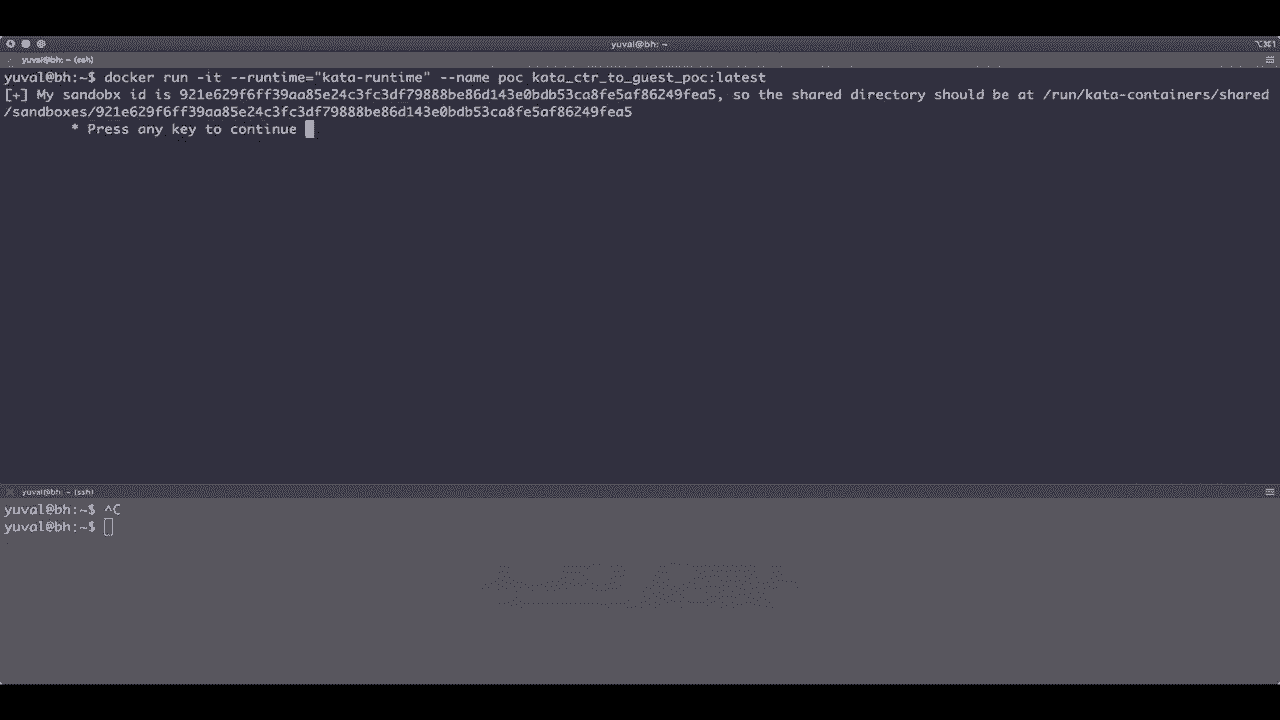 yuval@bh: ~
⌥⌘1
yuval@bh: ~ (ssh)
yuval@bh:~$ docker run -it --runtime="kata-runtime" --name poc kata_ctr_to_guest_poc:latest
[+] My sandobx id is 921e629f6ff39aa85e24c3fc3df79888be86d143e0bdb53ca8fe5af86249fea5, so the shared directory should be at /run/kata-containers/shared
/sandboxes/921e629f6ff39aa85e24c3fc3df79888be86d143e0bdb53ca8fe5af86249fea5
* Press any key to continue
yuval@bh: ~ (ssh)
yuval@bh:~$ ^C
yuval@bh:~$